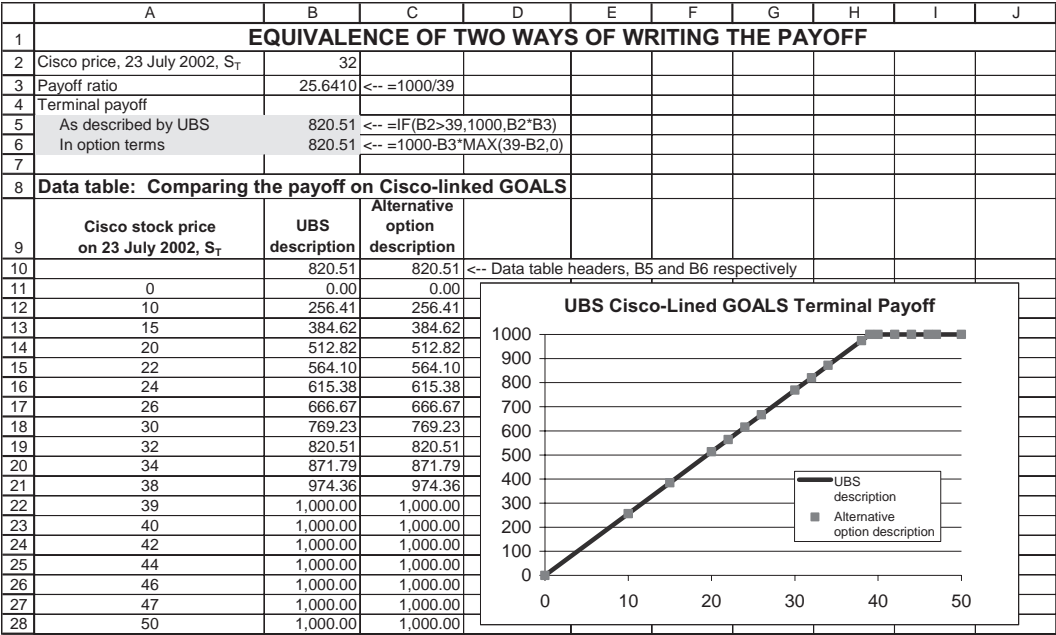 A B C D E F G H I J
1 EQUIVALENCE OF TWO WAYS OF WRITING THE PAYOFF
2 Cisco price, 23 July 2002, S_T 32
3 Payoff ratio 25.6410 <-- =1000/39
4 Terminal payoff
5 As described by UBS 820.51 <-- =IF(B2>39,1000,B2*B3)
6 In option terms 820.51 <-- =1000-B3*MAX(39-B2,0)
7
8 Data table: Comparing the payoff on Cisco-linked GOALS
9 Cisco stock price on 23 July 2002, S_T UBS description Alternative option description
10 820.51 820.51 <-- Data table headers, B5 and B6 respectively
11 0 0.00 0.00
12 10 256.41 256.41
13 15 384.62 384.62
14 20 512.82 512.82
15 22 564.10 564.10
16 24 615.38 615.38
17 26 666.67 666.67
18 30 769.23 769.23
19 32 820.51 820.51
20 34 871.79 871.79
21 38 974.36 974.36
22 39 1,000.00 1,000.00
23 40 1,000.00 1,000.00
24 42 1,000.00 1,000.00
25 44 1,000.00 1,000.00
26 46 1,000.00 1,000.00
27 47 1,000.00 1,000.00
28 50 1,000.00 1,000.00
UBS Cisco-Lined GOALS Terminal Payoff
1000
900
800
700
600
500
400
300
200
100
0
0 10 20 30 40 50
UBS
description
Alternative
option description